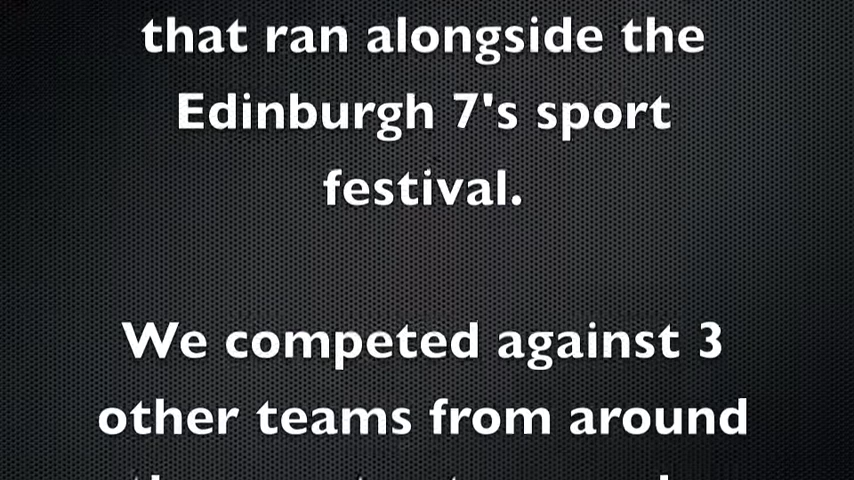 that ran alongside the
Edinburgh 7's sport
festival.
We competed against 3
other teams from around